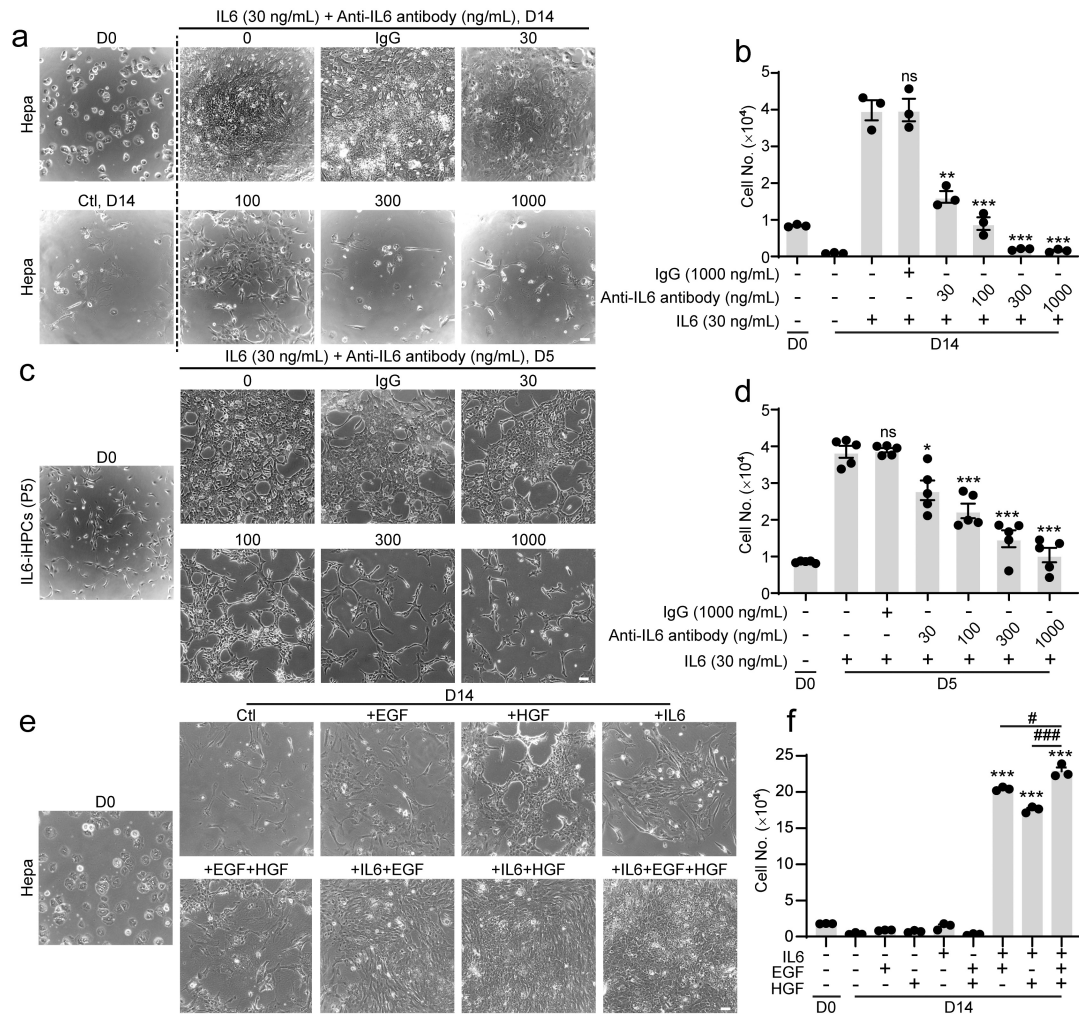 a
IL6 (30 ng/mL) + Anti-IL6 antibody (ng/mL), D14
D0
0
IgG
30
Hepa
Ctl, D14
100
300
1000
Hepa
b
Cell No. (×10⁴)
5
4
3
2
1
0
ns
**
***
***
***
IgG (1000 ng/mL) - - - + - - - -
Anti-IL6 antibody (ng/mL) - - - - 30 100 300 1000
IL6 (30 ng/mL) - - + + + + + +
D0 D14
c
IL6 (30 ng/mL) + Anti-IL6 antibody (ng/mL), D5
0
IgG
30
D0
IL6-iHPCs (P5)
100
300
1000
d
Cell No. (×10⁴)
5
4
3
2
1
0
ns
*
***
***
***
IgG (1000 ng/mL) - - + - - - -
Anti-IL6 antibody (ng/mL) - - - 30 100 300 1000
IL6 (30 ng/mL) - + + + + + +
D0 D5
e
D14
Ctl
+EGF
+HGF
+IL6
D0
Hepa
+EGF+HGF
+IL6+EGF
+IL6+HGF
+IL6+EGF+HGF
f
Cell No. (×10⁴)
25
20
15
10
5
0
#
###
***
***
***
IL6 - - - - + - + + +
EGF - - + - - + + - +
HGF - - - + - + - + +
D0 D14